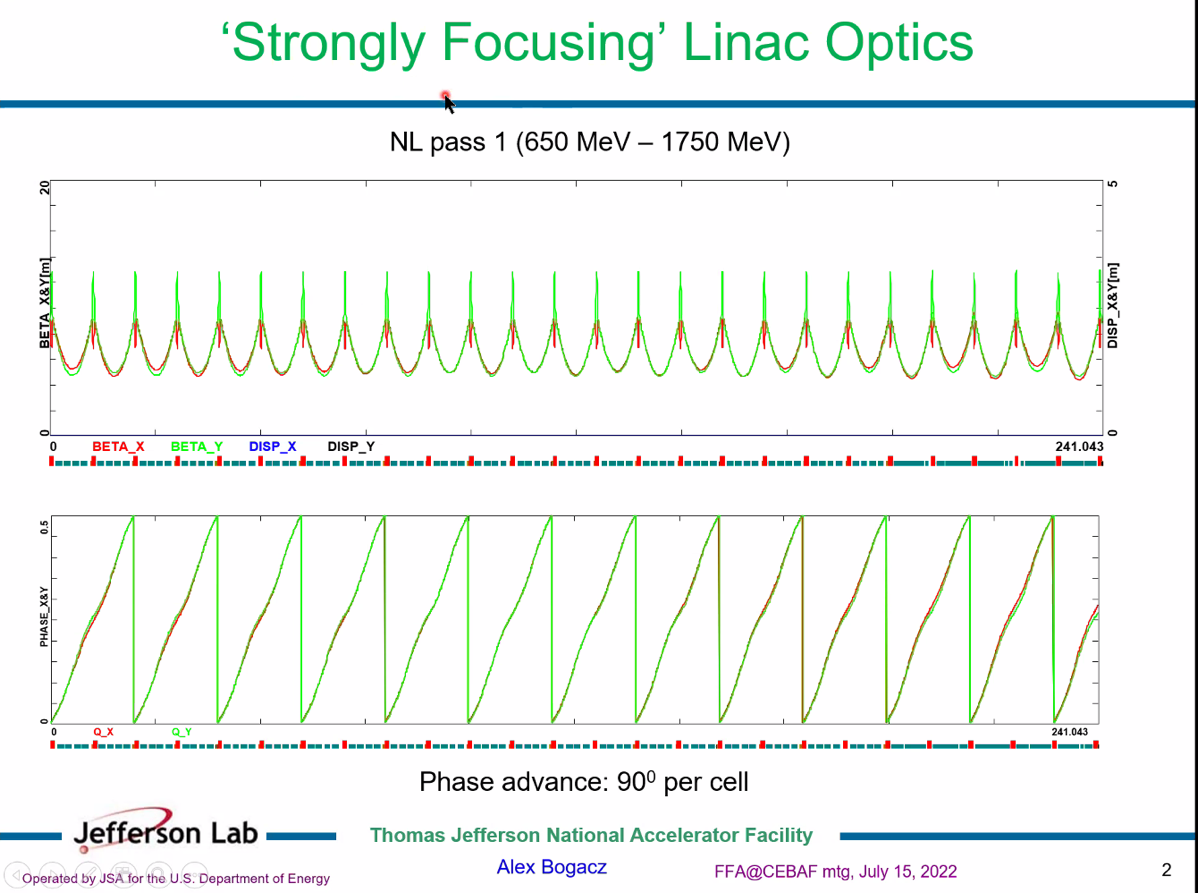 ‘Strongly Focusing’ Linac Optics
NL pass 1 (650 MeV – 1750 MeV)
20
5
BETA_X&Y[m]
DISP_X&Y[m]
0
0
0 BETA_X BETA_Y DISP_X DISP_Y 241.043
0.5
PHASE_X&Y
0
0 Q_X Q_Y 241.043
Phase advance: 90⁰ per cell
Jefferson Lab
Thomas Jefferson National Accelerator Facility
Operated by JSA for the U.S. Department of Energy
Alex Bogacz
FFA@CEBAF mtg, July 15, 2022
2